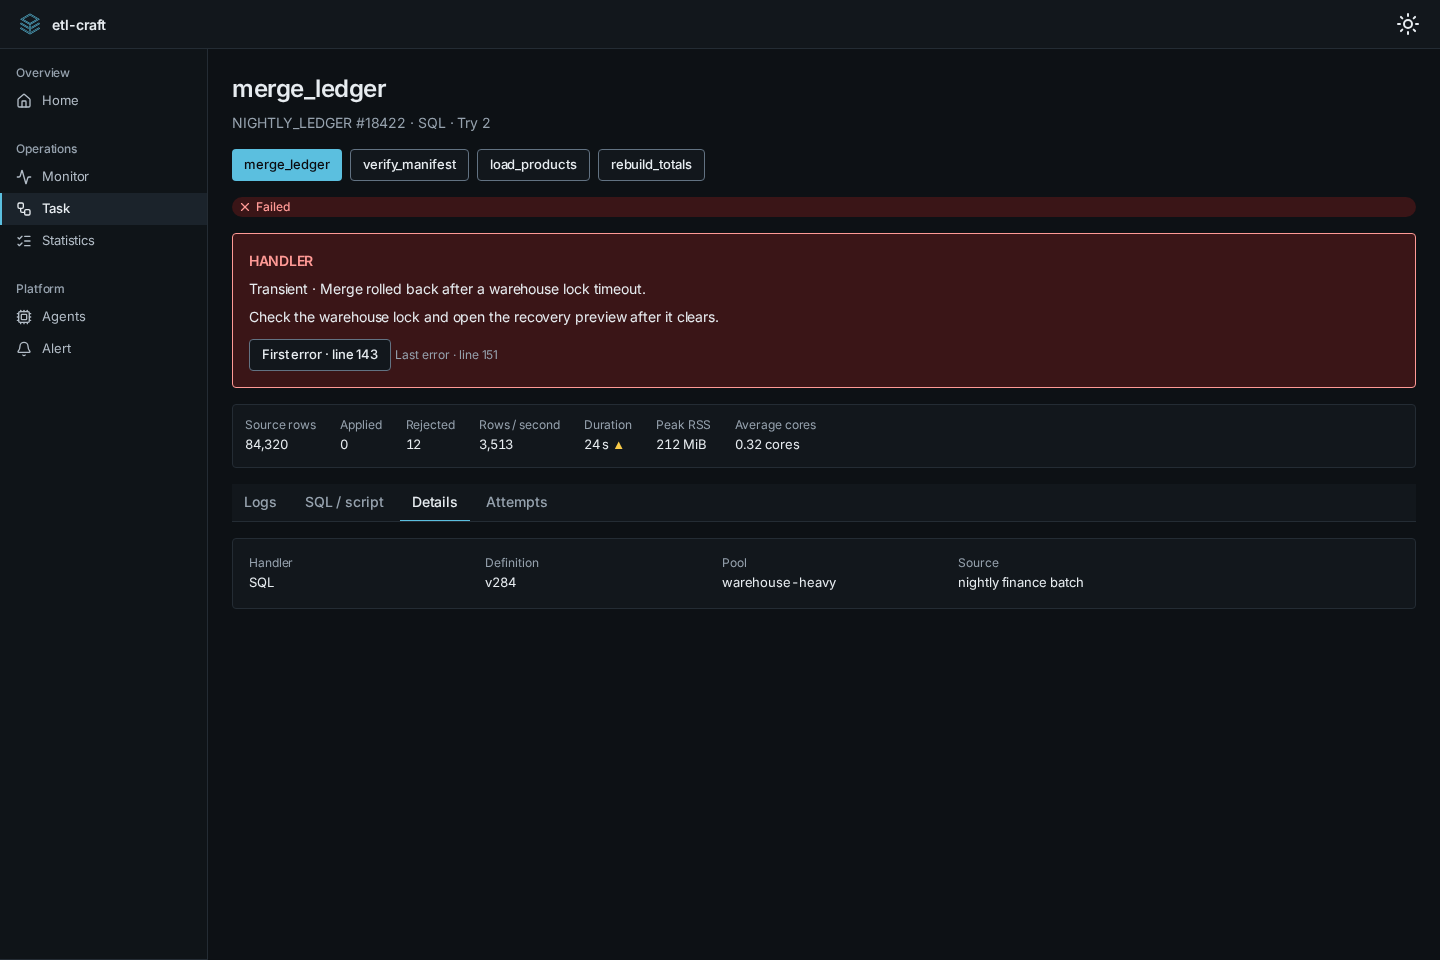 etl-craft
Overview
Home
Operations
Monitor
Task
Statistics
Platform
Agents
Alert
merge_ledger
NIGHTLY_LEDGER #18422 · SQL · Try 2
merge_ledger verify_manifest load_products rebuild_totals
Failed
HANDLER
Transient · Merge rolled back after a warehouse lock timeout.
Check the warehouse lock and open the recovery preview after it clears.
First error · line 143 Last error · line 151
Source rows Applied Rejected Rows / second Duration Peak RSS Average cores
84,320 0 12 3,513 24 s ▲ 212 MiB 0.32 cores
Logs SQL / script Details Attempts
Handler Definition Pool Source
SQL v284 warehouse-heavy nightly finance batch